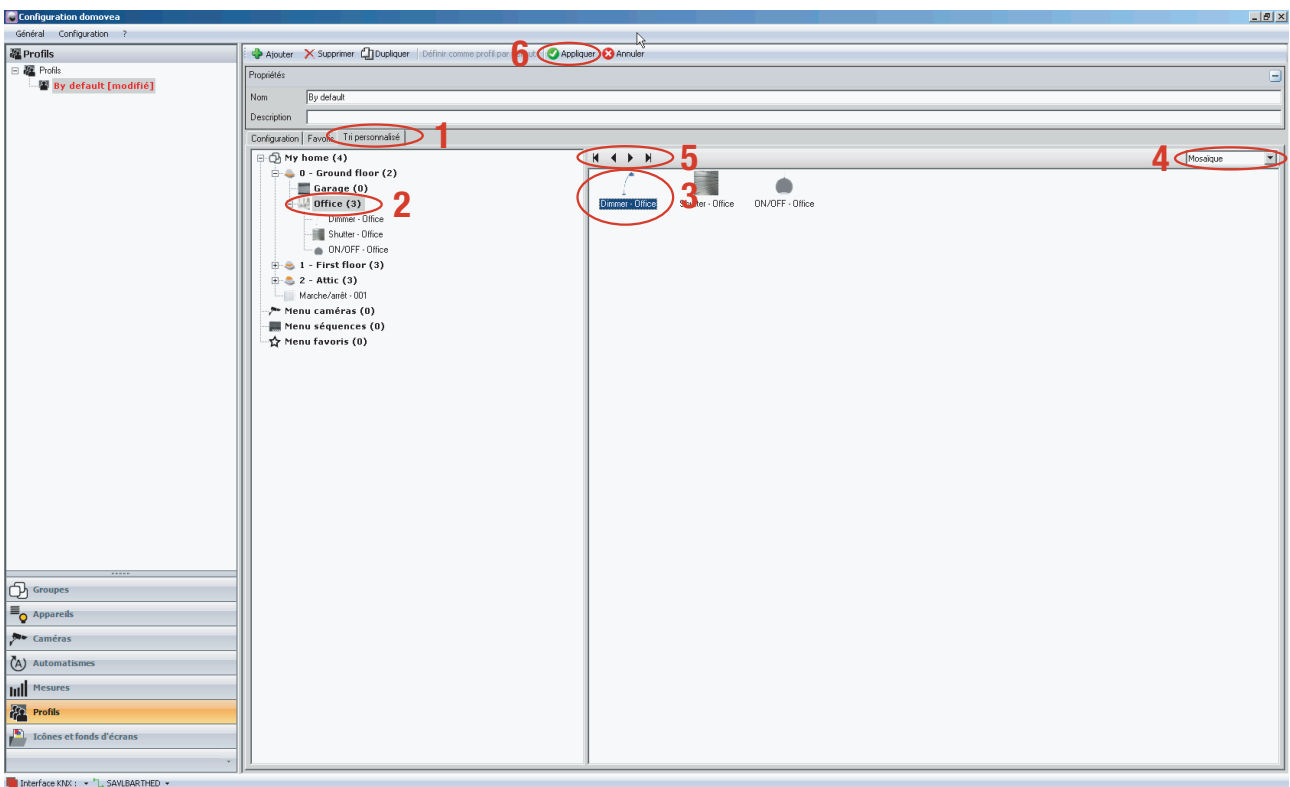 Configuration domovea
Général Configuration ?
Profils
Profils
By default [modifié]
Ajouter Supprimer Dupliquer Définir comme profil par Appliquer Annuler
6
Propriétés
Nom By default
Description
Configuration Favoris Tri personnalisé
1
My home (4)
0 - Ground floor (2)
Garage (0)
Office (3)
2
Dimmer - Office
Shutter - Office
ON/OFF - Office
1 - First floor (3)
2 - Attic (3)
Marche/arrêt - 001
Menu caméras (0)
Menu séquences (0)
Menu favoris (0)
5
4
Mosaïque
3
Dimmer - Office Shutter - Office ON/OFF - Office
Groupes
Appareils
Caméras
Automatismes
Mesures
Profils
Icônes et fonds d'écrans
Interface KNX : SAVLBARTHED